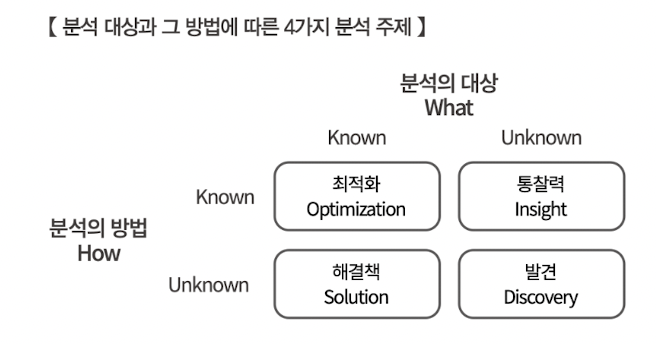 【 분석 대상과 그 방법에 따른 4가지 분석 주제 】
분석의 대상
What
Known Unknown
Known
최적화
Optimization
통찰력
Insight
분석의 방법
How
Unknown
해결책
Solution
발견
Discovery